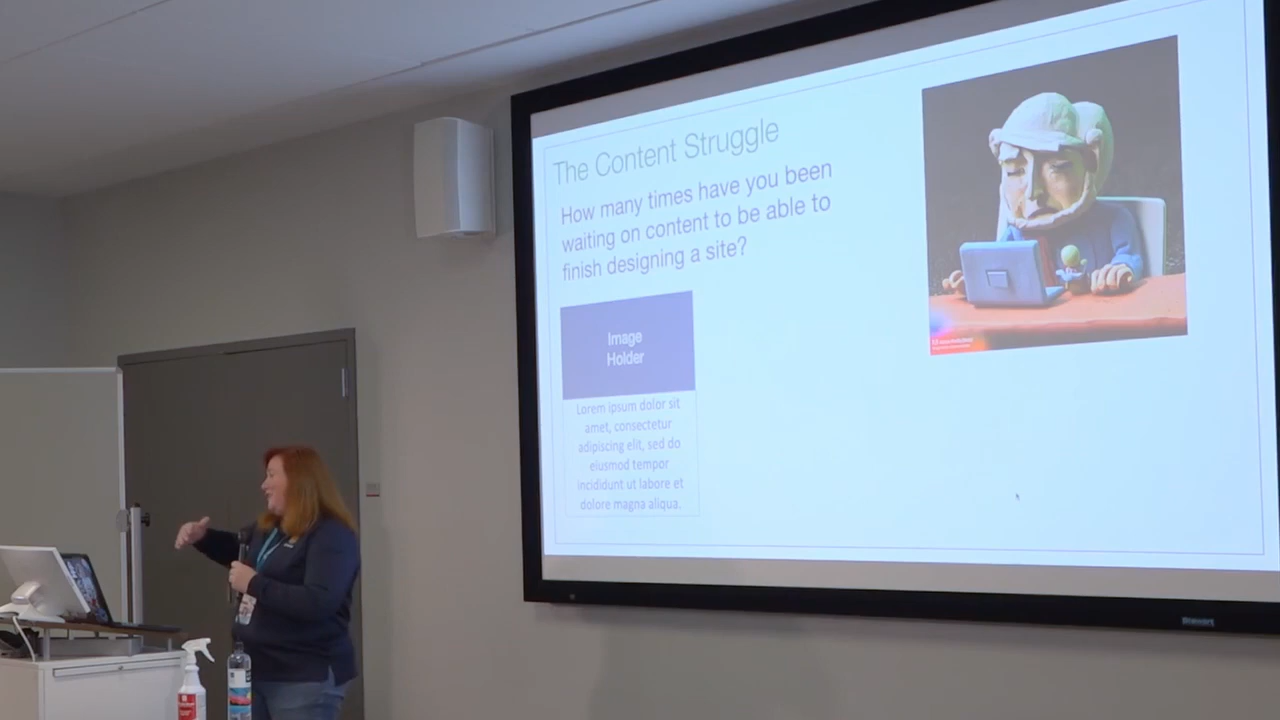 The Content Struggle
How many times have you been
waiting on content to be able to
finish designing a site?
Image
Holder
Lorem ipsum dolor sit
amet, consectetur
adipiscing elit, sed do
eiusmod tempor
incididunt ut labore et
dolore magna aliqua.
Stewart